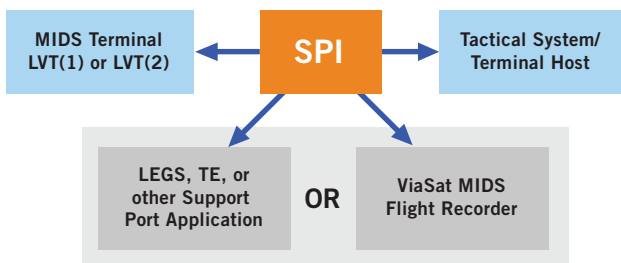 MIDS Terminal
LVT(1) or LVT(2)
SPI
Tactical System/
Terminal Host
LEGS, TE, or
other Support
Port Application
OR
ViaSat MIDS
Flight Recorder